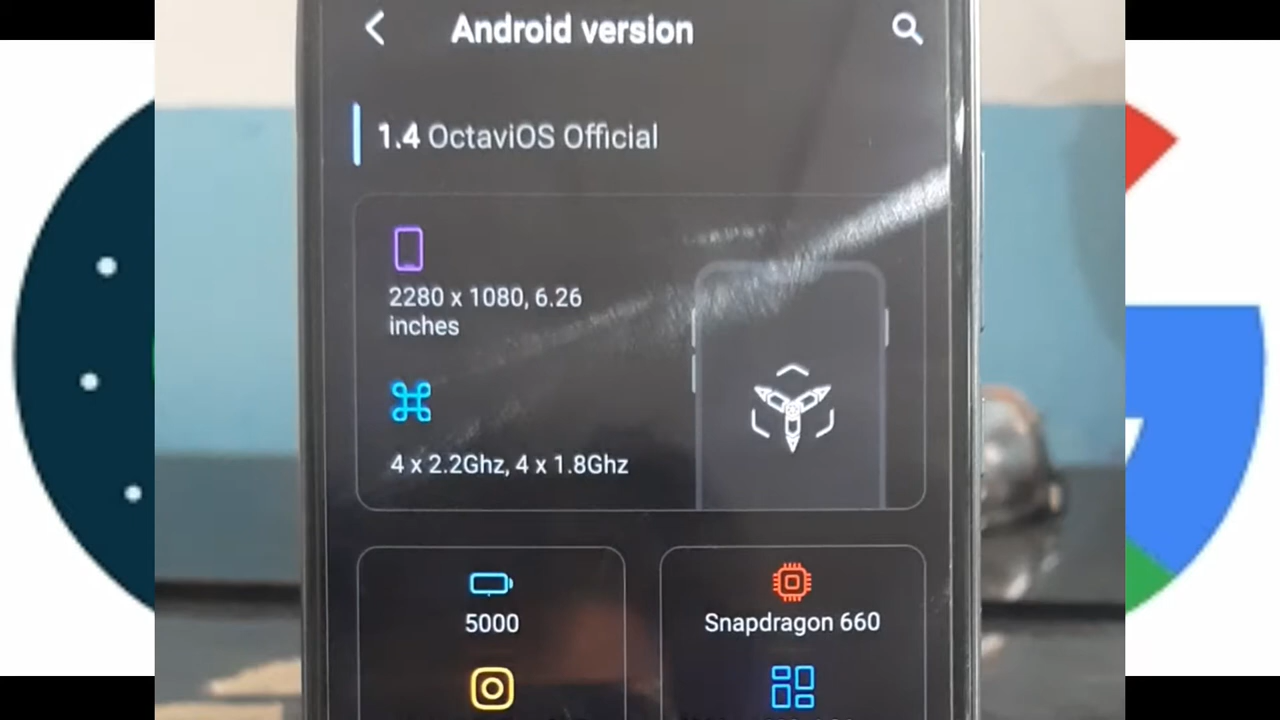 Android version
1.4 OctaviOS Official
2280 x 1080, 6.26
inches
4 x 2.2Ghz, 4 x 1.8Ghz
5000
Snapdragon 660